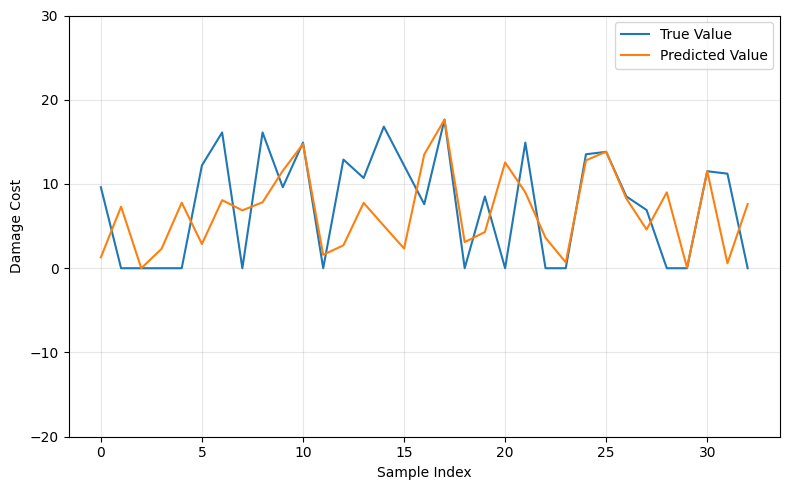 True Value
Predicted Value
Damage Cost
30
20
10
0
−10
−20
0 5 10 15 20 25 30
Sample Index